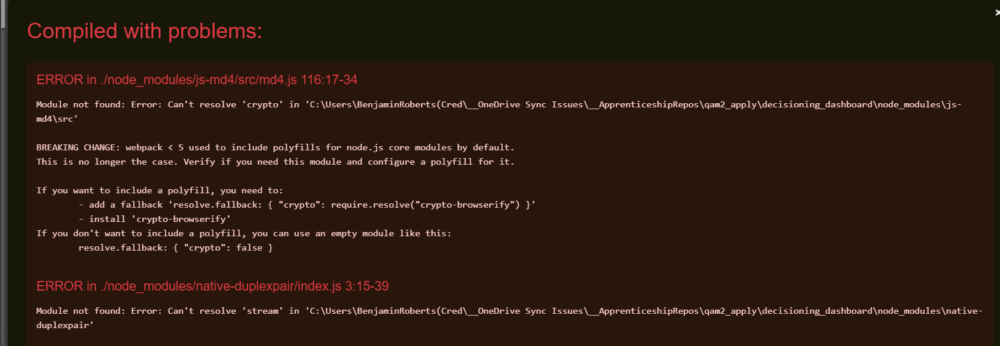 Compiled with problems:
ERROR in ./node_modules/js-md4/src/md4.js 116:17-34
Module not found: Error: Can't resolve 'crypto' in 'C:\Users\BenjaminRoberts(Cred\__OneDrive Sync Issues\__ApprenticeshipRepos\qam2_apply\decisioning_dashboard\node_modules\js-
md4\src'
BREAKING CHANGE: webpack < 5 used to include polyfills for node.js core modules by default.
This is no longer the case. Verify if you need this module and configure a polyfill for it.
If you want to include a polyfill, you need to:
- add a fallback 'resolve.fallback: { "crypto": require.resolve("crypto-browserify") }'
- install 'crypto-browserify'
If you don't want to include a polyfill, you can use an empty module like this:
resolve.fallback: { "crypto": false }
ERROR in ./node_modules/native-duplexpair/index.js 3:15-39
Module not found: Error: Can't resolve 'stream' in 'C:\Users\BenjaminRoberts(Cred\__OneDrive Sync Issues\__ApprenticeshipRepos\qam2_apply\decisioning_dashboard\node_modules\native-
duplexpair'